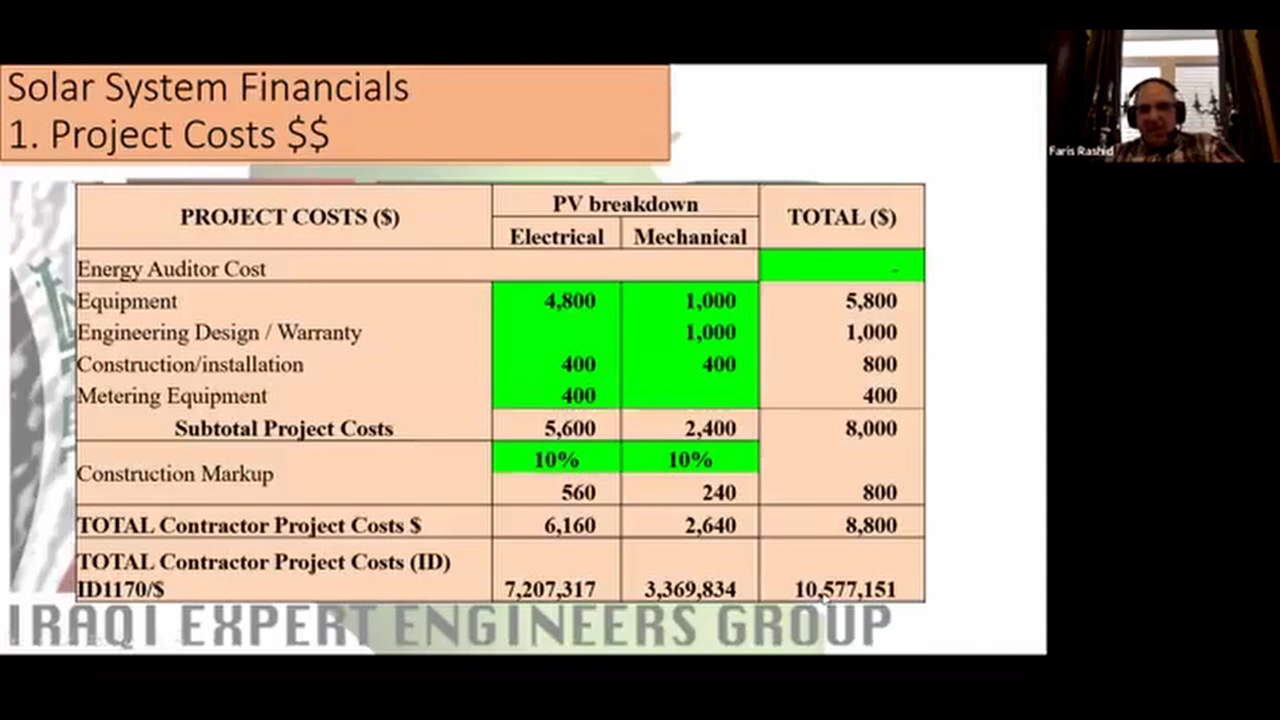 Solar System Financials
1. Project Costs $$
Faris Rashid
PROJECT COSTS ($) PV breakdown TOTAL ($)
Electrical Mechanical
Energy Auditor Cost -
Equipment 4,800 1,000 5,800
Engineering Design / Warranty 1,000 1,000
Construction/installation 400 400 800
Metering Equipment 400 400
Subtotal Project Costs 5,600 2,400 8,000
Construction Markup 10% 10%
560 240 800
TOTAL Contractor Project Costs $ 6,160 2,640 8,800
TOTAL Contractor Project Costs (ID)
ID1170/$ 7,207,317 3,369,834 10,577,151
IRAQI EXPERT ENGINEERS GROUP